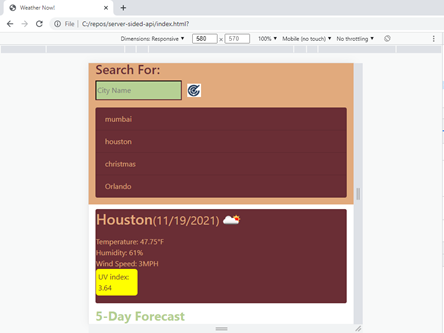 Weather Now!
File | C:/repos/server-sided-api/index.html?
Dimensions: Responsive 580 x 570 100% Mobile (no touch) No throttling
Search For:
City Name
mumbai
houston
christmas
Orlando
Houston(11/19/2021)
Temperature: 47.75°F
Humidity: 61%
Wind Speed: 3MPH
UV index:
3.64
5-Day Forecast